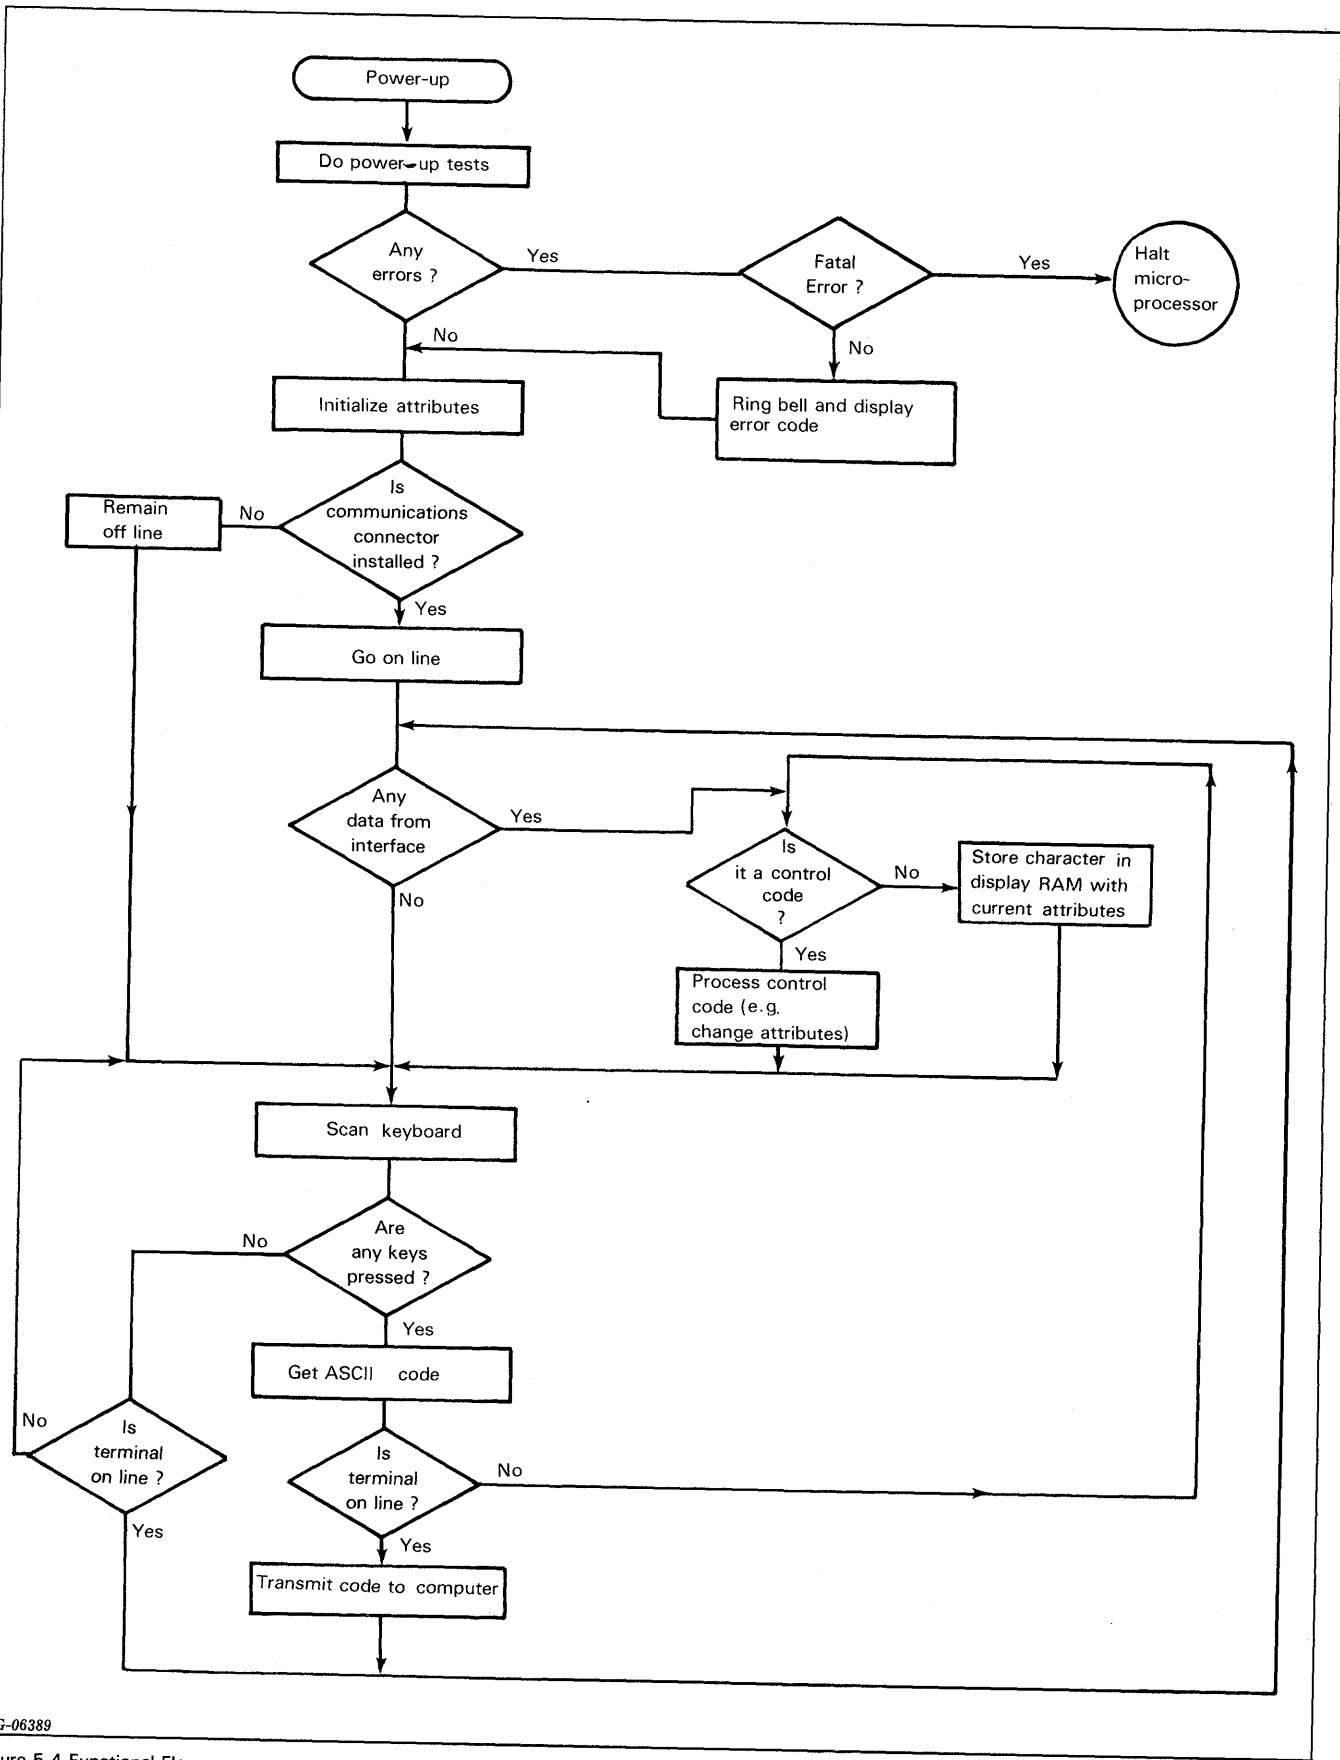 Power-up
Do power-up tests
Any
errors ?
Yes
Fatal
Error ?
Yes
Halt
micro-
processor
No
No
Initialize attributes
Ring bell and display
error code
Is
communications
connector
installed ?
No
Remain
off line
Yes
Go on line
Any
data from
interface
Yes
No
Is
it a control
code
?
No
Store character in
display RAM with
current attributes
Yes
Process control
code (e.g.
change attributes)
Scan keyboard
Are
any keys
pressed ?
No
Yes
Get ASCII code
No
Is
terminal
on line ?
Yes
Is
terminal
on line ?
No
Yes
Transmit code to computer
G-06389